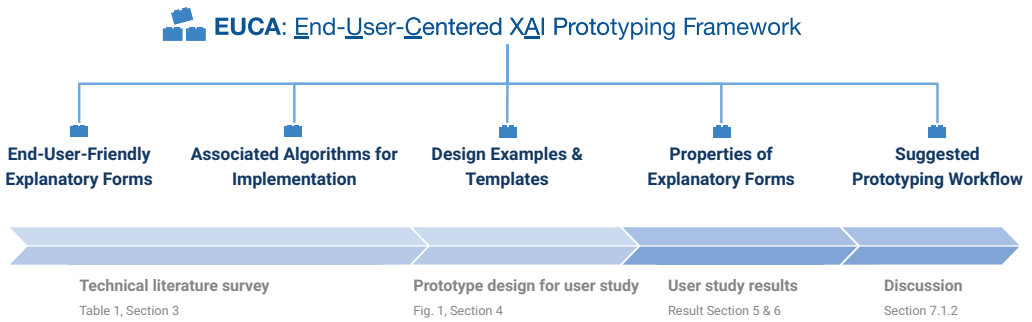 EUCA: End-User-Centered XAI Prototyping Framework
End-User-Friendly
Explanatory Forms
Associated Algorithms for
Implementation
Design Examples &
Templates
Properties of
Explanatory Forms
Suggested
Prototyping Workflow
Technical literature survey
Table 1, Section 3
Prototype design for user study
Fig. 1, Section 4
User study results
Result Section 5 & 6
Discussion
Section 7.1.2